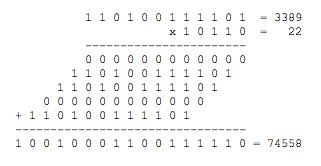 1 1 0 1 0 0 1 1 1 1 0 1 = 3389
x 1 0 1 1 0 = 22
--------------------------------
0 0 0 0 0 0 0 0 0 0 0 0
1 1 0 1 0 0 1 1 1 1 0 1
1 1 0 1 0 0 1 1 1 1 0 1
0 0 0 0 0 0 0 0 0 0 0 0
+ 1 1 0 1 0 0 1 1 1 1 0 1
--------------------------------
1 0 0 1 0 0 0 1 1 0 0 1 1 1 1 1 0 = 74558